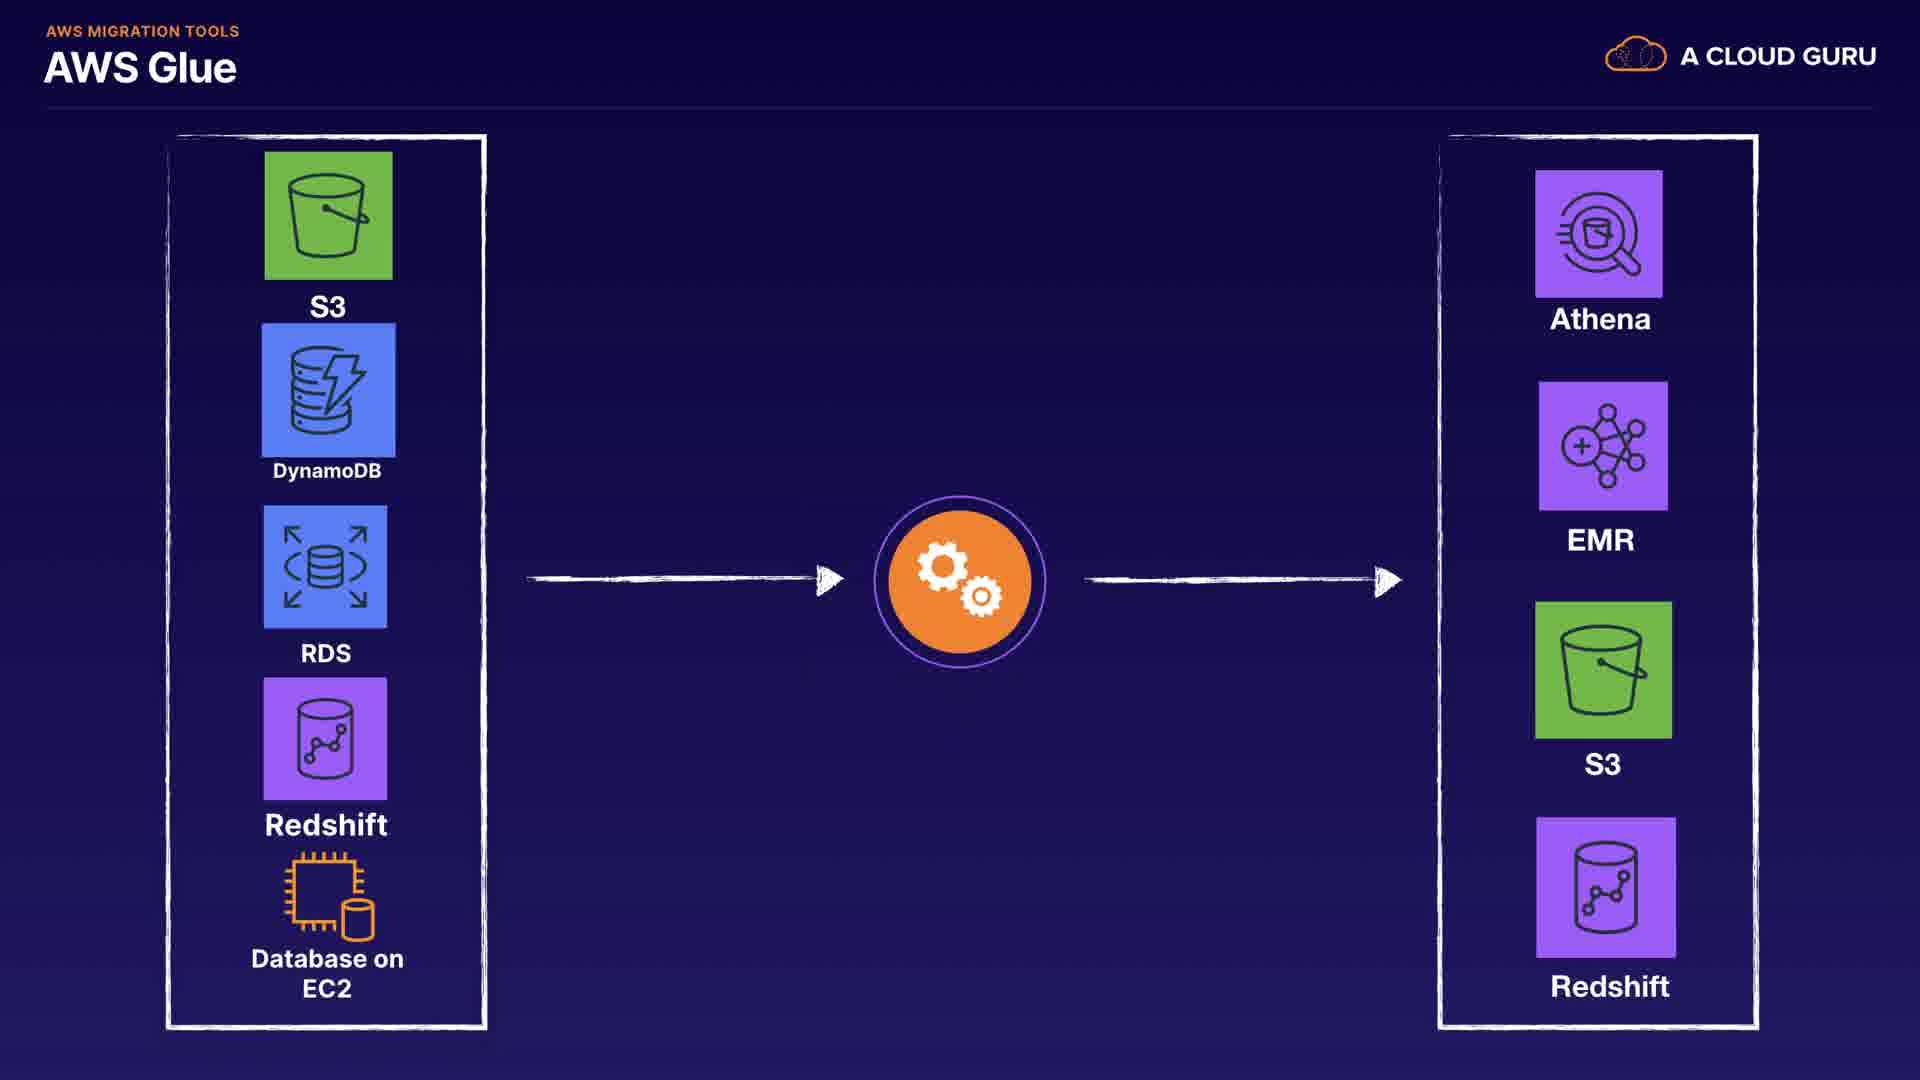 AWS MIGRATION TOOLS
AWS Glue
A CLOUD GURU
S3
DynamoDB
RDS
Redshift
Database on
EC2
Athena
EMR
S3
Redshift